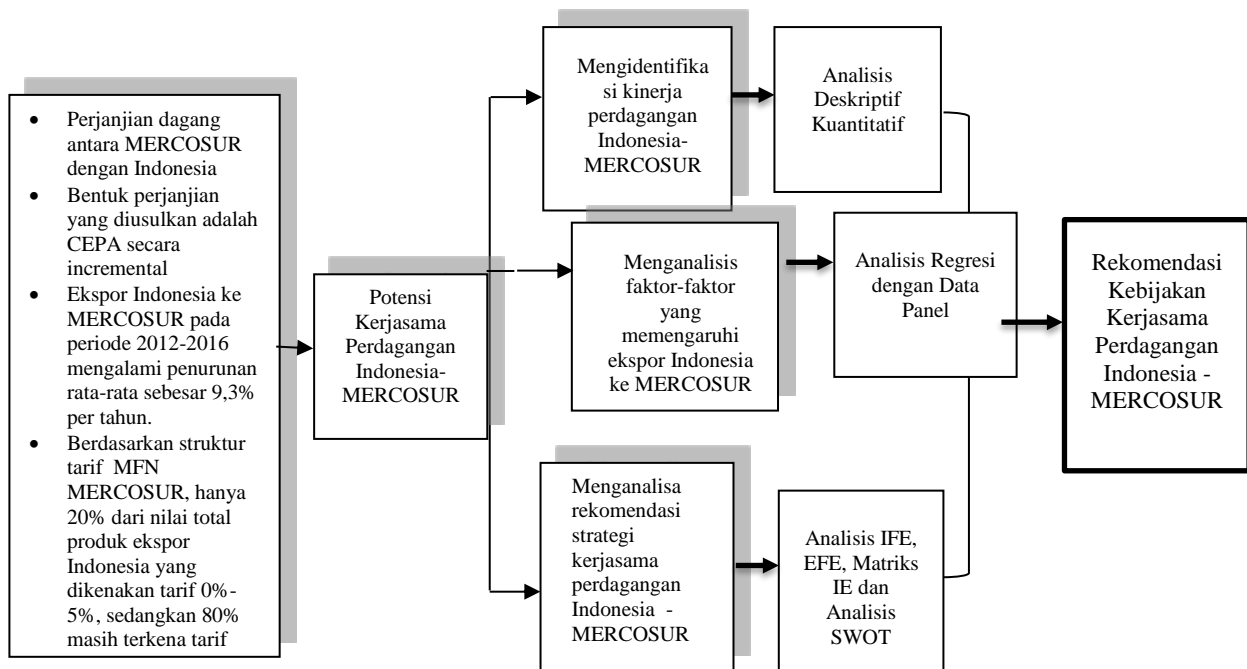 • Perjanjian dagang
antara MERCOSUR
dengan Indonesia
• Bentuk perjanjian
yang diusulkan adalah
CEPA secara
incremental
• Ekspor Indonesia ke
MERCOSUR pada
periode 2012-2016
mengalami penurunan
rata-rata sebesar 9,3%
per tahun.
• Berdasarkan struktur
tarif MFN
MERCOSUR, hanya
20% dari nilai total
produk ekspor
Indonesia yang
dikenakan tarif 0%-
5%, sedangkan 80%
masih terkena tarif
Potensi
Kerjasama
Perdagangan
Indonesia-
MERCOSUR
Mengidentifika
si kinerja
perdagangan
Indonesia-
MERCOSUR
Analisis
Deskriptif
Kuantitatif
Menganalisis
faktor-faktor
yang
memengaruhi
ekspor Indonesia
ke MERCOSUR
Analisis Regresi
dengan Data
Panel
Menganalisa
rekomendasi
strategi
kerjasama
perdagangan
Indonesia -
MERCOSUR
Analisis IFE,
EFE, Matriks
IE dan
Analisis
SWOT
Rekomendasi
Kebijakan
Kerjasama
Perdagangan
Indonesia -
MERCOSUR